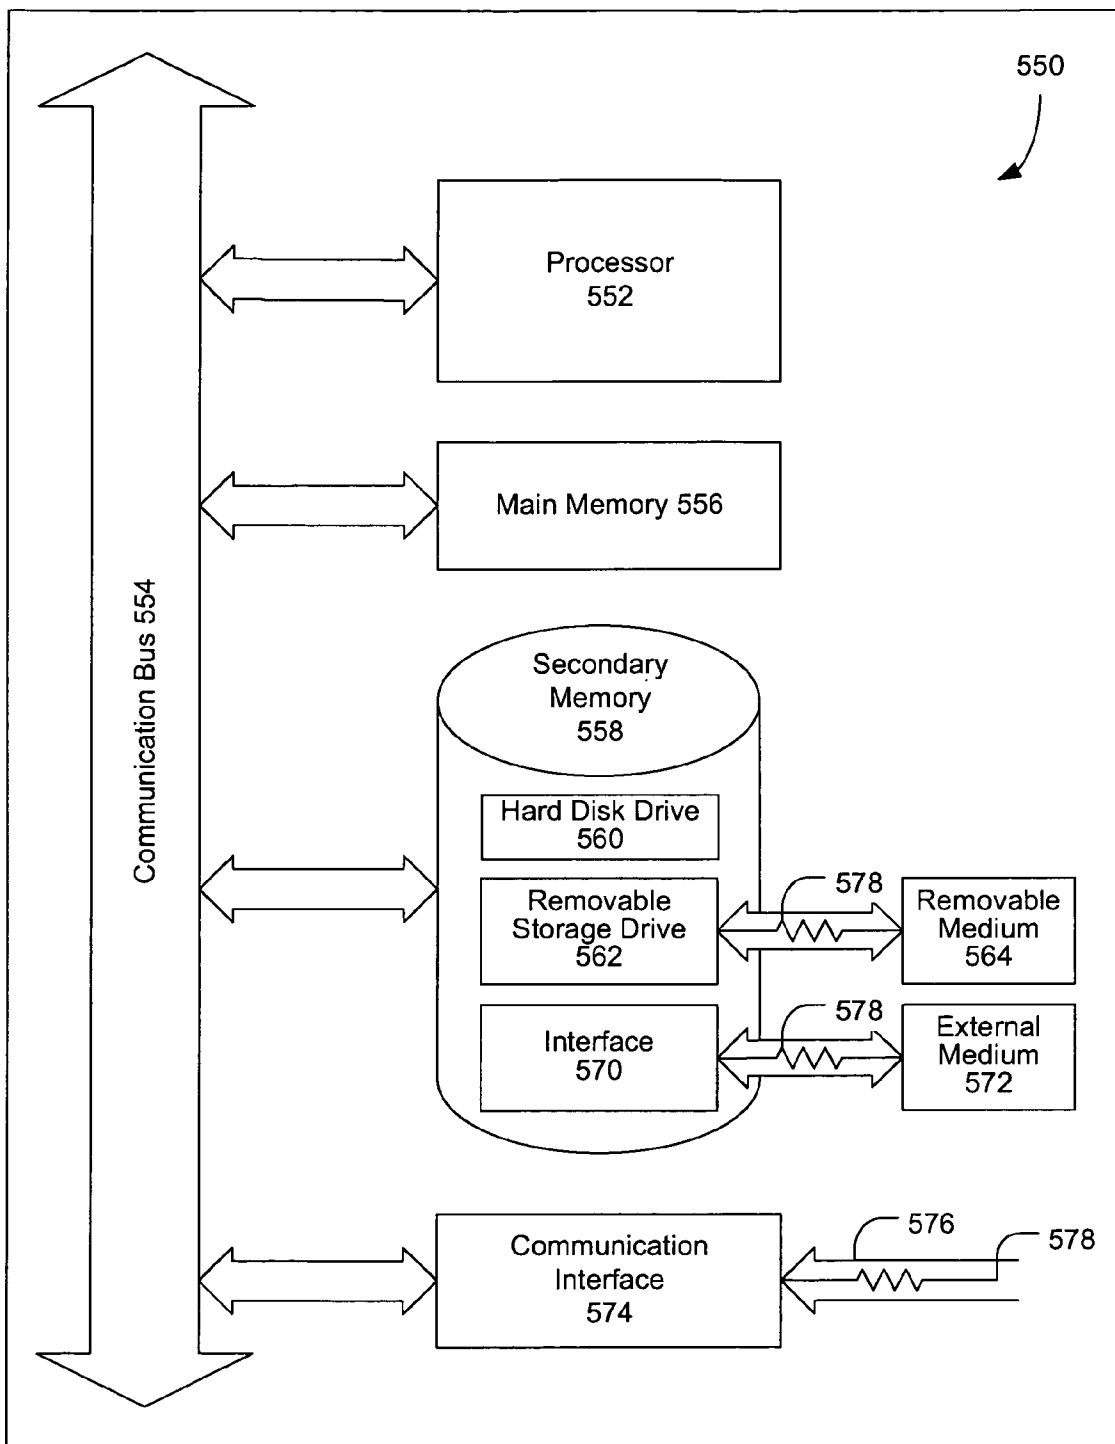 550
Processor
552
Main Memory 556
Communication Bus 554
Secondary
Memory
558
Hard Disk Drive
560
Removable
Storage Drive
562
578
Removable
Medium
564
Interface
570
578
External
Medium
572
Communication
Interface
574
576
578